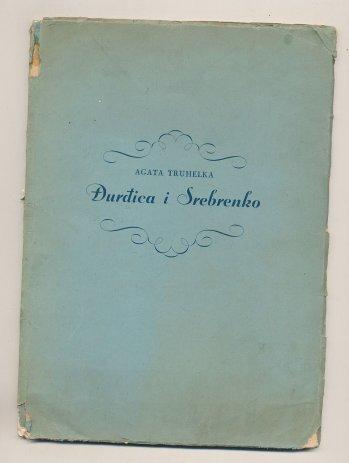 AGATA TRUHELKA
Đurđica i Srebrenko